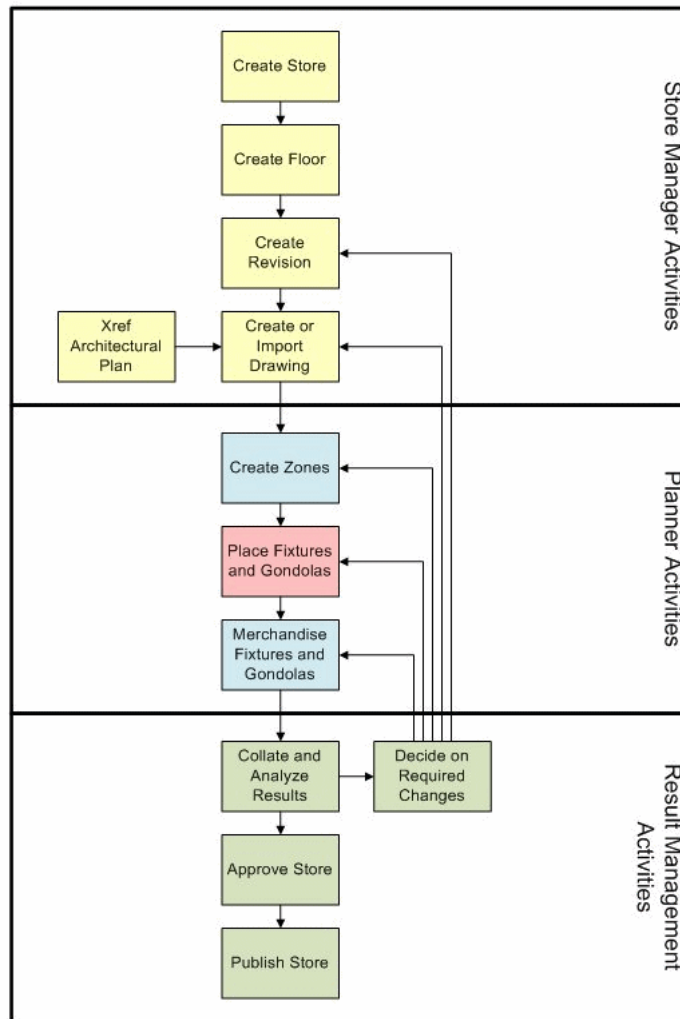 Create Store
Store Manager Activities
Create Floor
Create
Revision
Xref
Architectural
Plan
Create or
Import
Drawing
Create Zones
Planner Activities
Place Fixtures
and Gondolas
Merchandise
Fixtures and
Gondolas
Collate and
Analyze
Results
Decide on
Required
Changes
Result Management
Activities
Approve Store
Publish Store